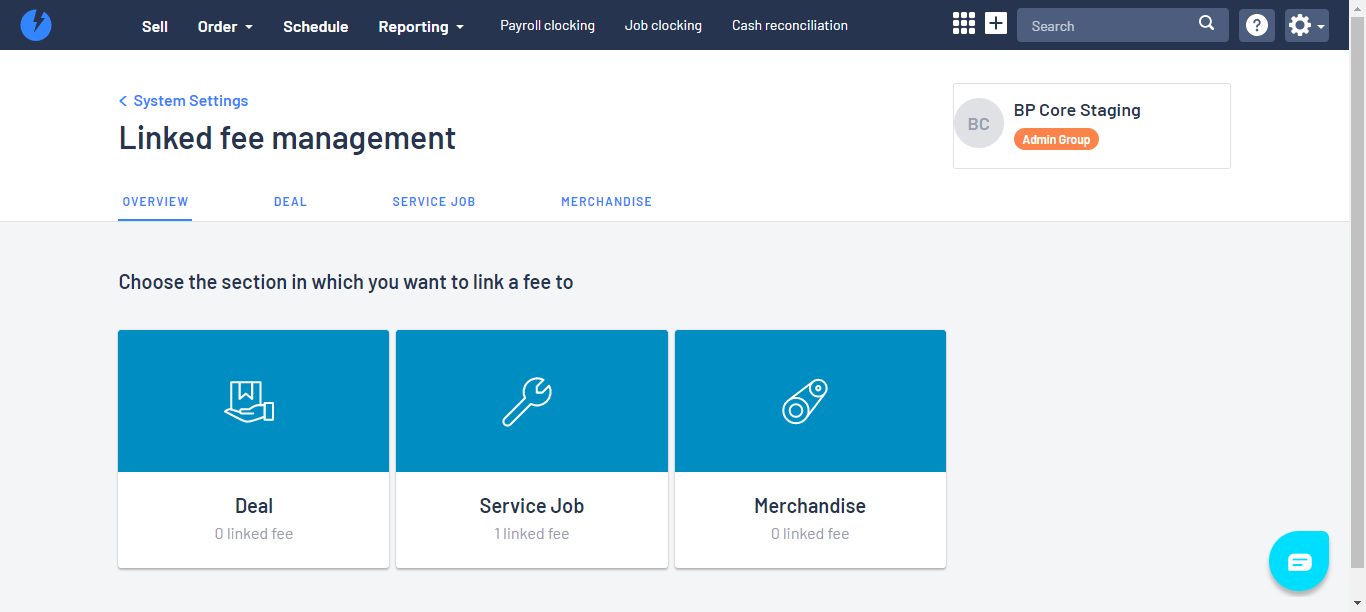 Sell Order Schedule Reporting Payroll clocking Job clocking Cash reconciliation Search ?
System Settings
Linked fee management
BC BP Core Staging
Admin Group
OVERVIEW DEAL SERVICE JOB MERCHANDISE
Choose the section in which you want to link a fee to
Deal Service Job Merchandise
0 linked fee 1 linked fee 0 linked fee